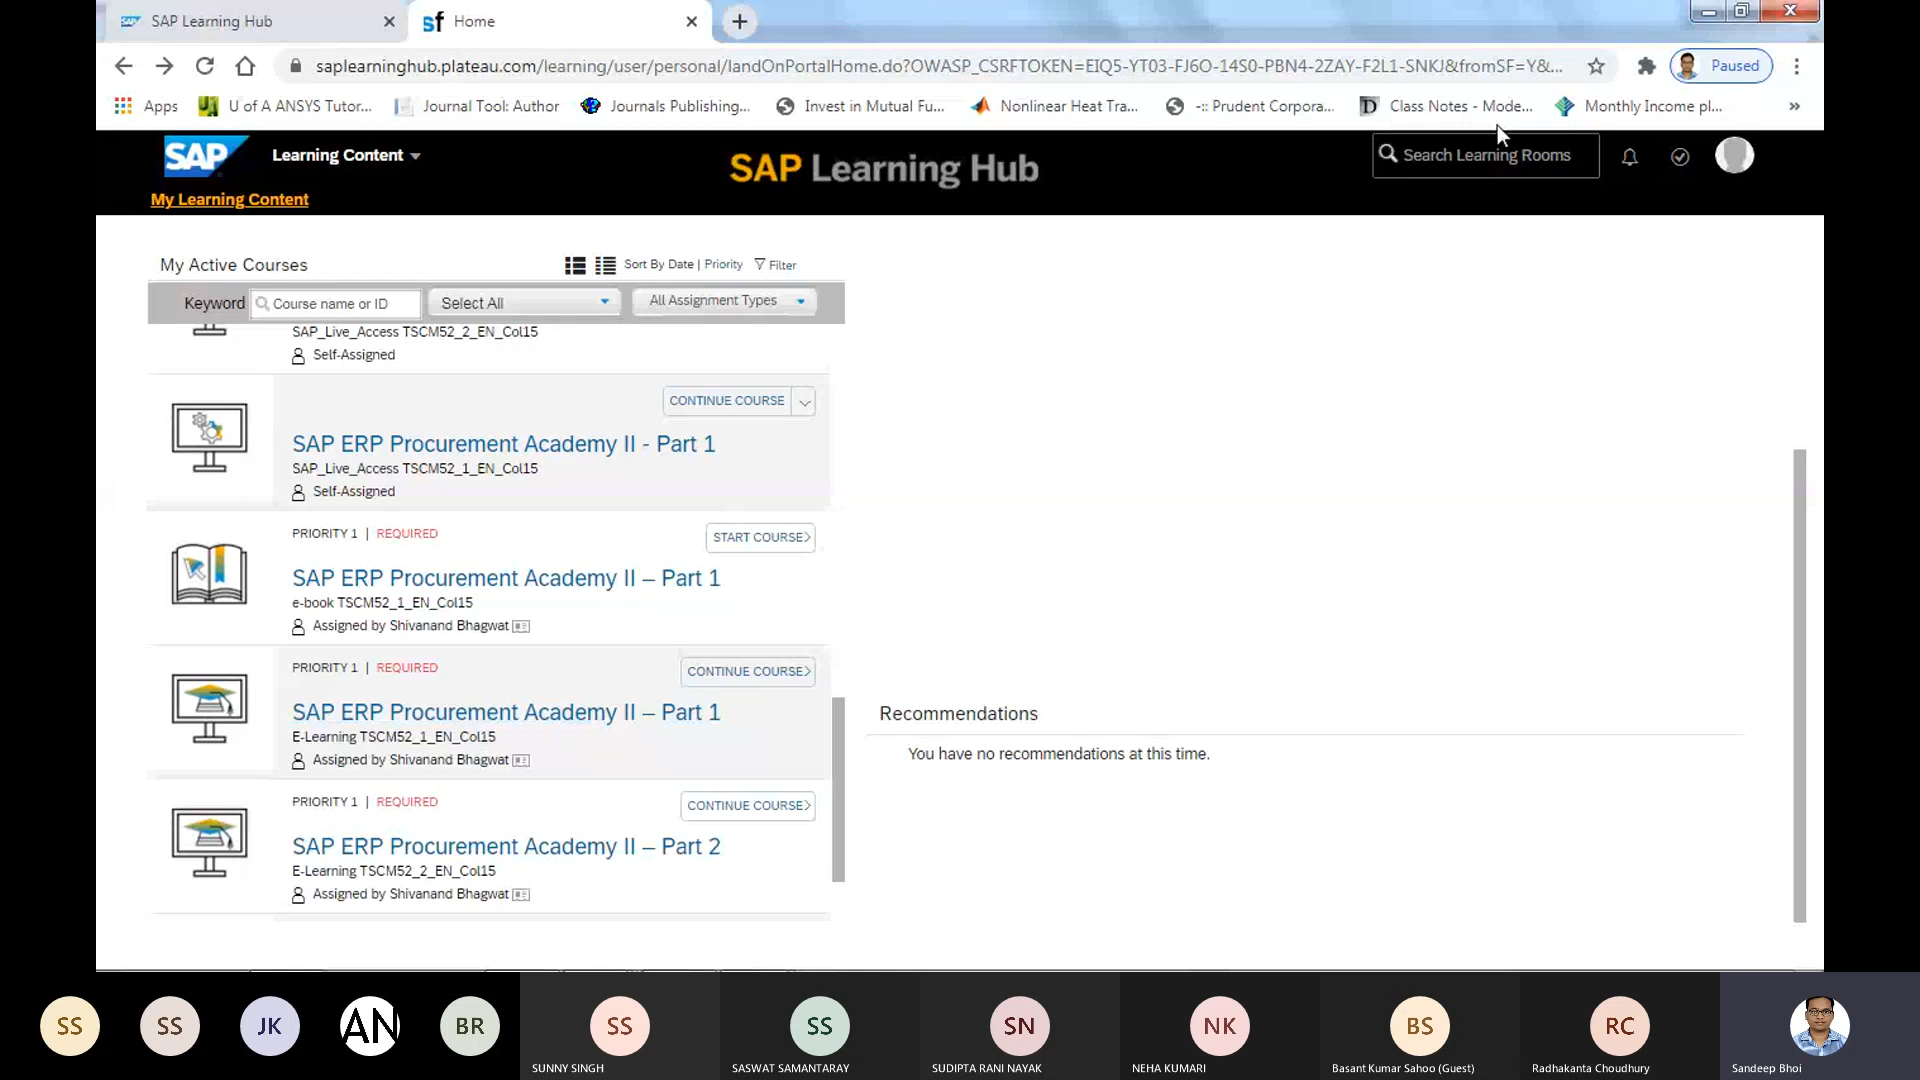 SAP Learning Hub
sf Home
saplearninghub.plateau.com/learning/user/personal/landOnPortalHome.do?OWASP_CSRFTOKEN=EIQ5-YT03-FJ6O-14S0-PBN4-2ZAY-F2L1-SNKJ&fromSF=Y&...
Paused
Apps
U of A ANSYS Tutor...
Journal Tool: Author
Journals Publishing...
Invest in Mutual Fu...
Nonlinear Heat Tra...
-:: Prudent Corpora...
Class Notes - Mode...
Monthly Income pl...
»
SAP
Learning Content
SAP Learning Hub
Search Learning Rooms
My Learning Content
My Active Courses
Sort By Date | Priority
Filter
Keyword
Course name or ID
Select All
All Assignment Types
SAP_Live_Access TSCM52_2_EN_Col15
Self-Assigned
CONTINUE COURSE
SAP ERP Procurement Academy II - Part 1
SAP_Live_Access TSCM52_1_EN_Col15
Self-Assigned
PRIORITY 1 | REQUIRED
START COURSE>
SAP ERP Procurement Academy II – Part 1
e-book TSCM52_1_EN_Col15
Assigned by Shivanand Bhagwat
PRIORITY 1 | REQUIRED
CONTINUE COURSE>
SAP ERP Procurement Academy II – Part 1
E-Learning TSCM52_1_EN_Col15
Assigned by Shivanand Bhagwat
PRIORITY 1 | REQUIRED
CONTINUE COURSE>
SAP ERP Procurement Academy II – Part 2
E-Learning TSCM52_2_EN_Col15
Assigned by Shivanand Bhagwat
Recommendations
You have no recommendations at this time.
SS
SS
JK
AN
BR
SS
SUNNY SINGH
SS
SASWAT SAMANTARAY
SN
SUDIPTA RANI NAYAK
NK
NEHA KUMARI
BS
Basant Kumar Sahoo (Guest)
RC
Radhakanta Choudhury
Sandeep Bhoi